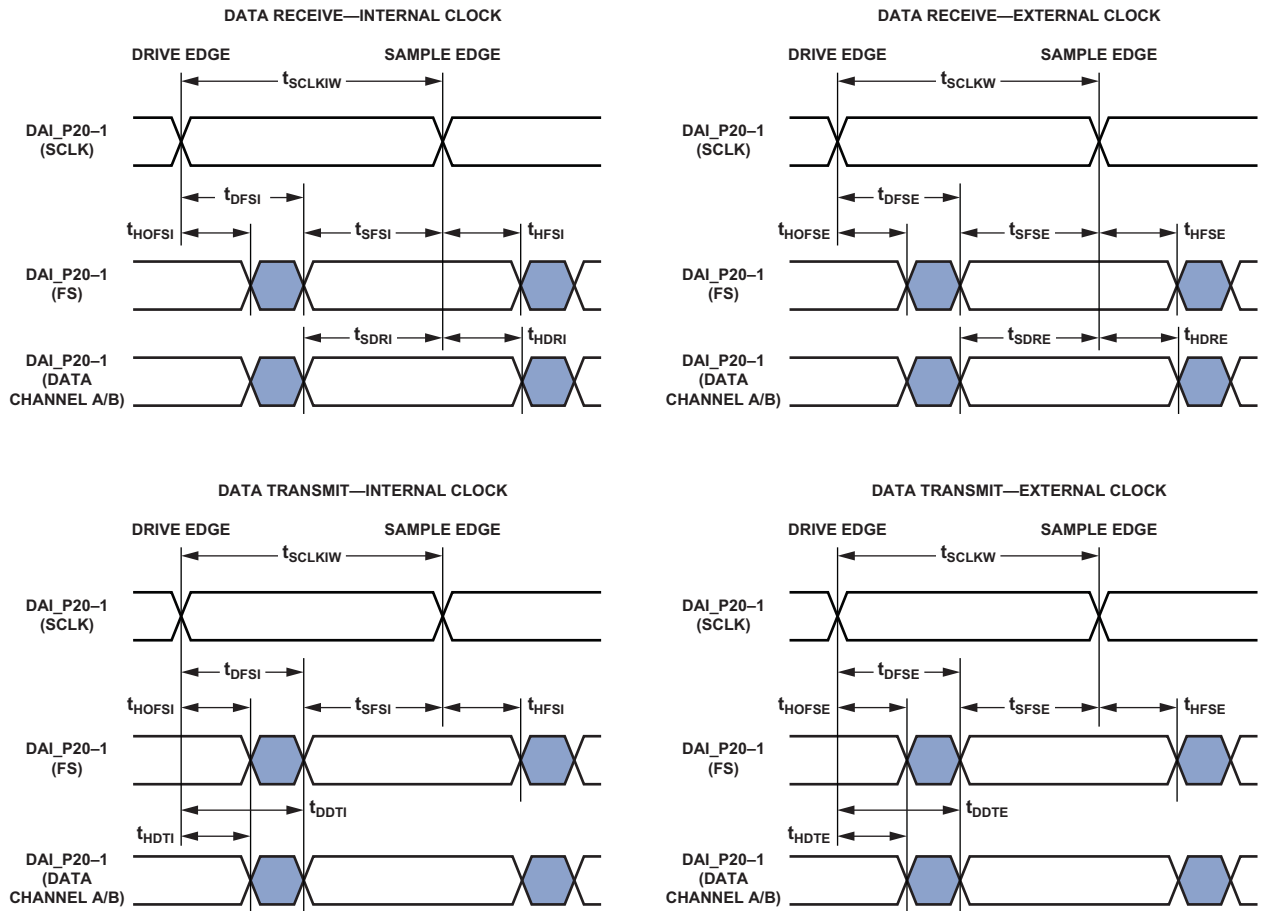 DATA RECEIVE—INTERNAL CLOCK
DRIVE EDGE SAMPLE EDGE
tSCLKIW
DAI_P20–1
(SCLK)
tDFSI
tHOFSI tSFSI tHFSI
DAI_P20–1
(FS)
tSDRI tHDRI
DAI_P20–1
(DATA
CHANNEL A/B)
DATA RECEIVE—EXTERNAL CLOCK
DRIVE EDGE SAMPLE EDGE
tSCLKW
DAI_P20–1
(SCLK)
tDFSE
tHOFSE tSFSE tHFSE
DAI_P20–1
(FS)
tSDRE tHDRE
DAI_P20–1
(DATA
CHANNEL A/B)
DATA TRANSMIT—INTERNAL CLOCK
DRIVE EDGE SAMPLE EDGE
tSCLKIW
DAI_P20–1
(SCLK)
tDFSI
tHOFSI tSFSI tHFSI
DAI_P20–1
(FS)
tDDTI
tHDTI
DAI_P20–1
(DATA
CHANNEL A/B)
DATA TRANSMIT—EXTERNAL CLOCK
DRIVE EDGE SAMPLE EDGE
tSCLKW
DAI_P20–1
(SCLK)
tDFSE
tHOFSE tSFSE tHFSE
DAI_P20–1
(FS)
tDDTE
tHDTE
DAI_P20–1
(DATA
CHANNEL A/B)